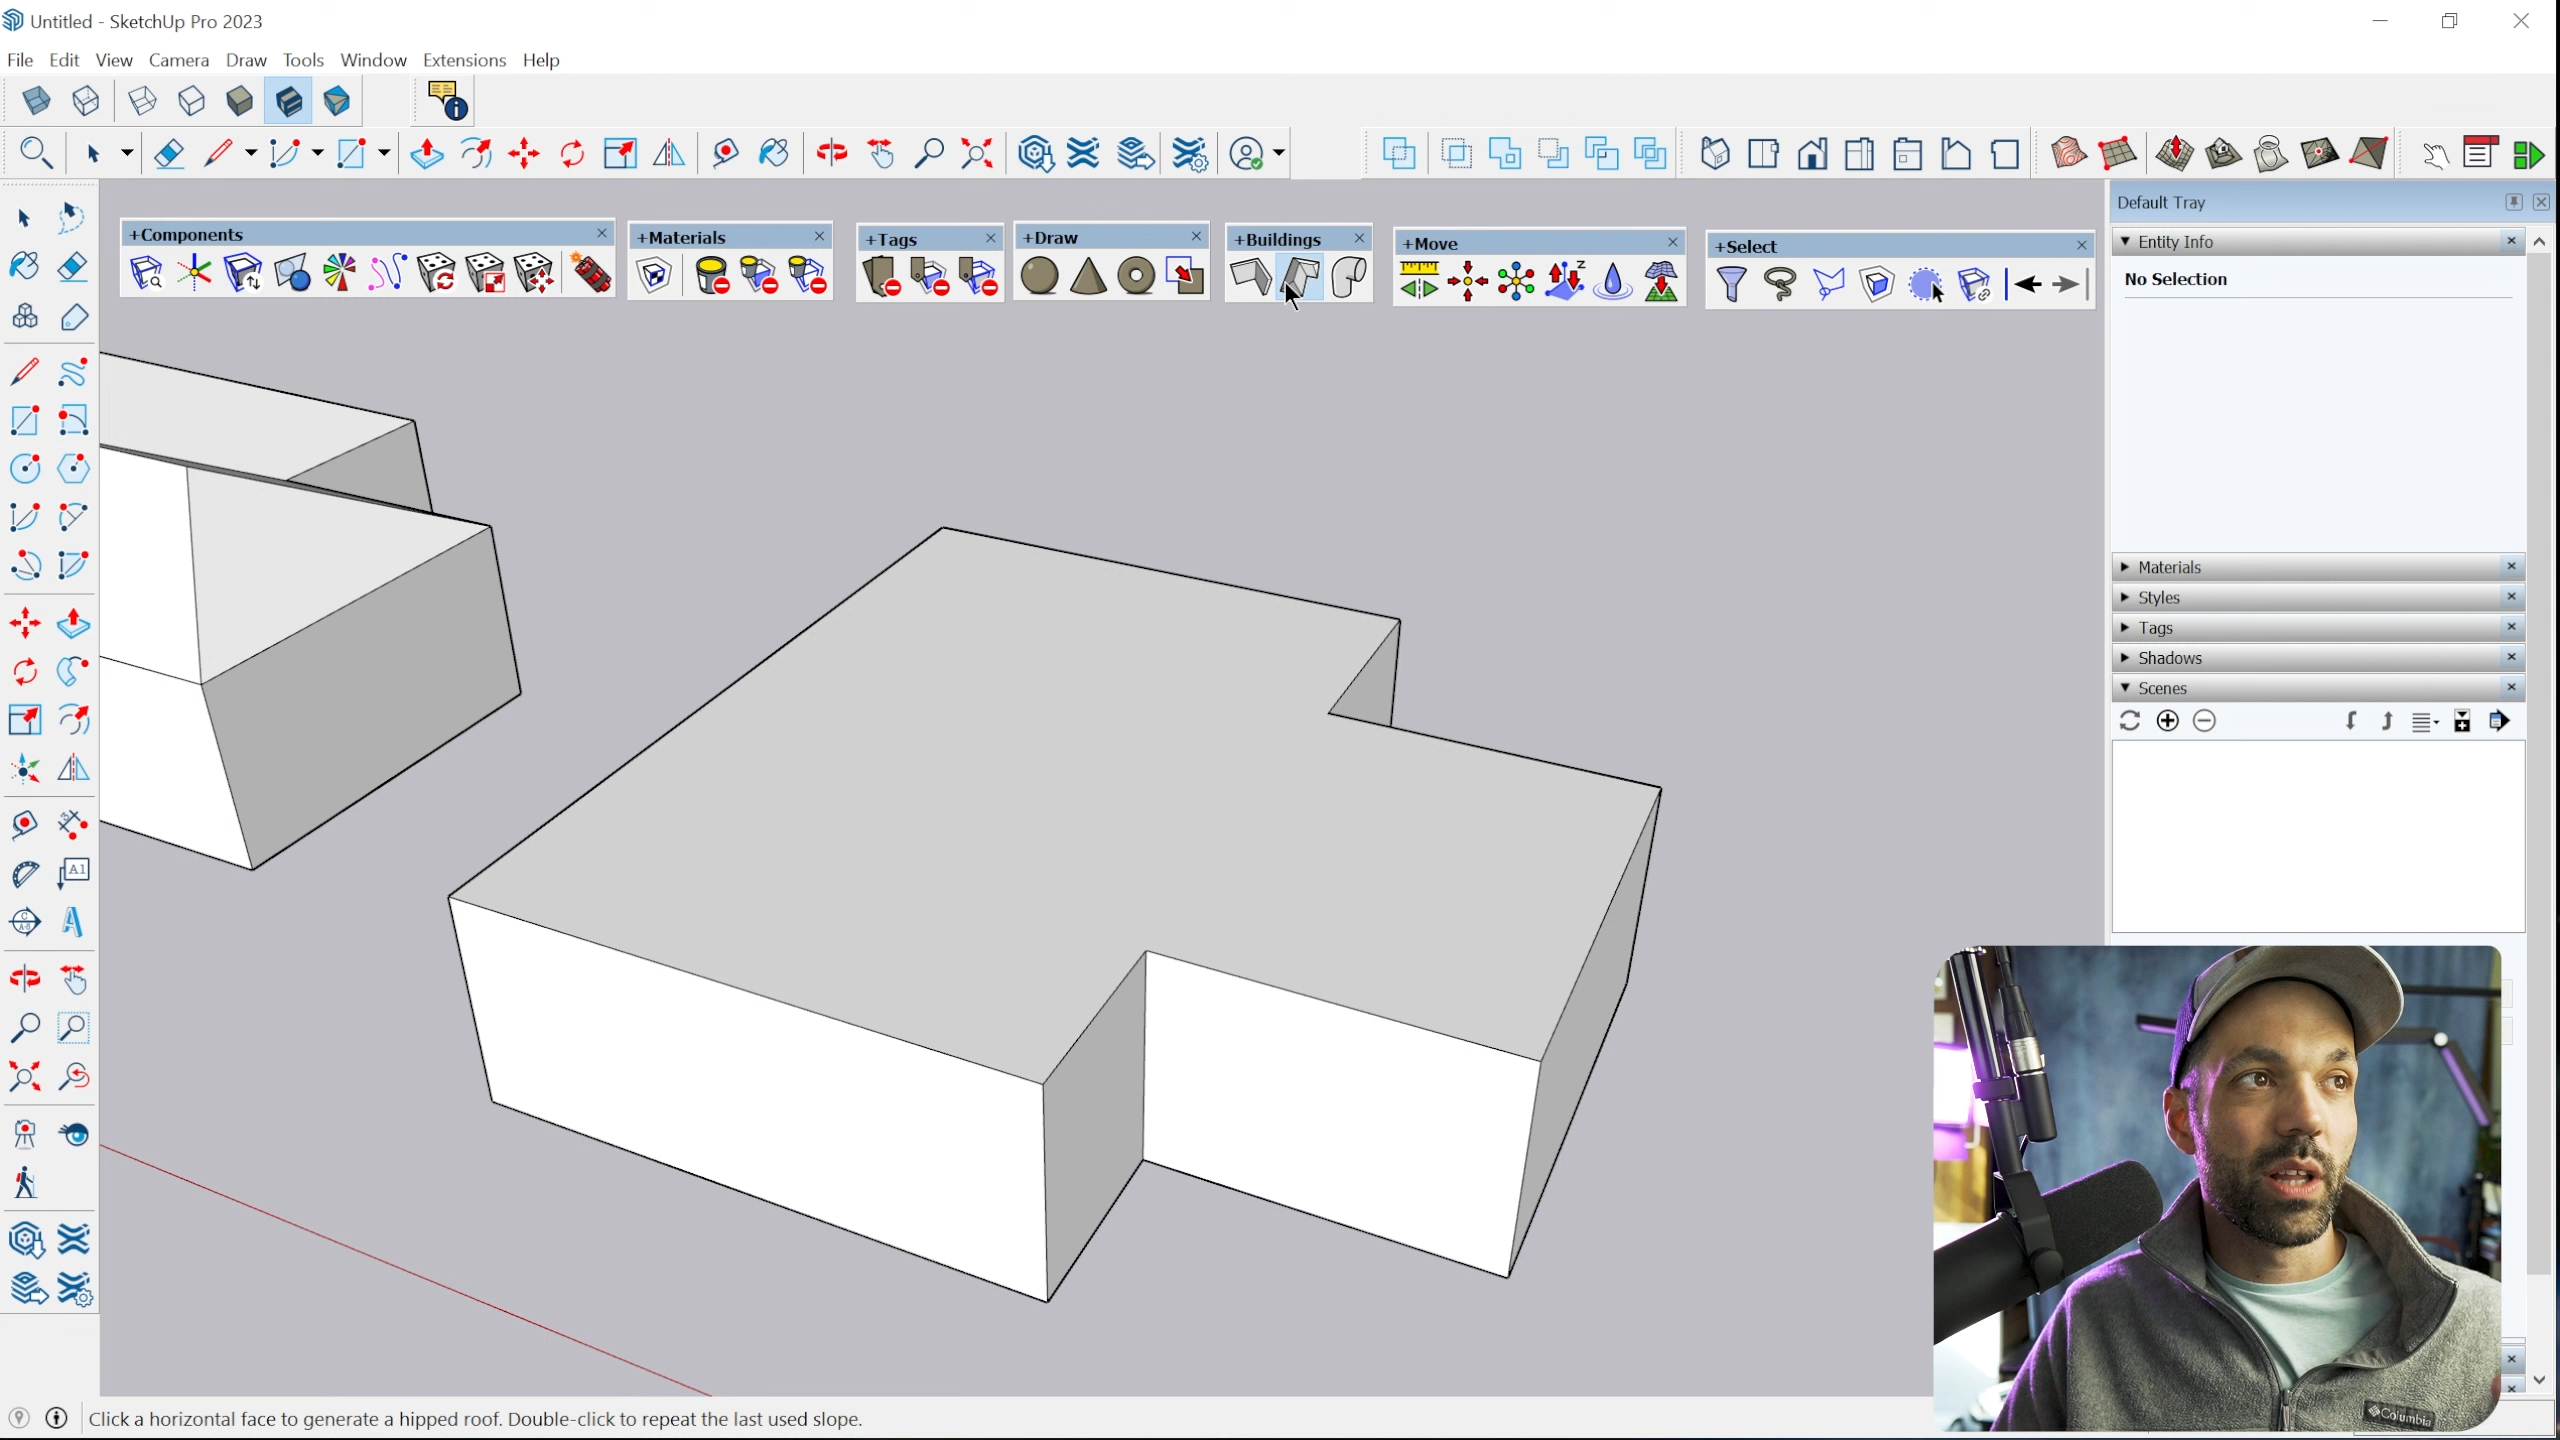 Untitled - SketchUp Pro 2023
File Edit View Camera Draw Tools Window Extensions Help
Default Tray
+Components
+Materials
+Tags
+Draw
+Buildings
+Move
+Select
Entity Info
No Selection
Materials
Styles
Tags
Shadows
Scenes
A1
Columbia
Click a horizontal face to generate a hipped roof. Double-click to repeat the last used slope.